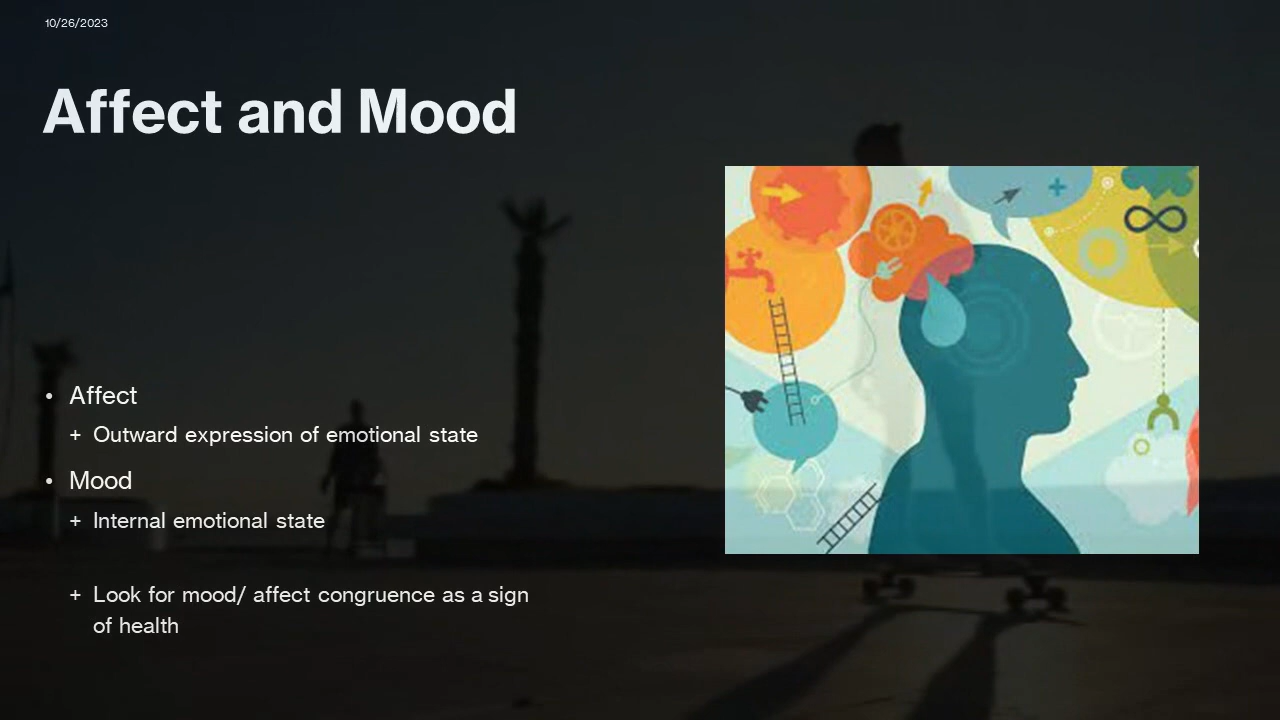 10/26/2023
Affect and Mood
• Affect
+ Outward expression of emotional state
• Mood
+ Internal emotional state
+ Look for mood/ affect congruence as a sign
of health